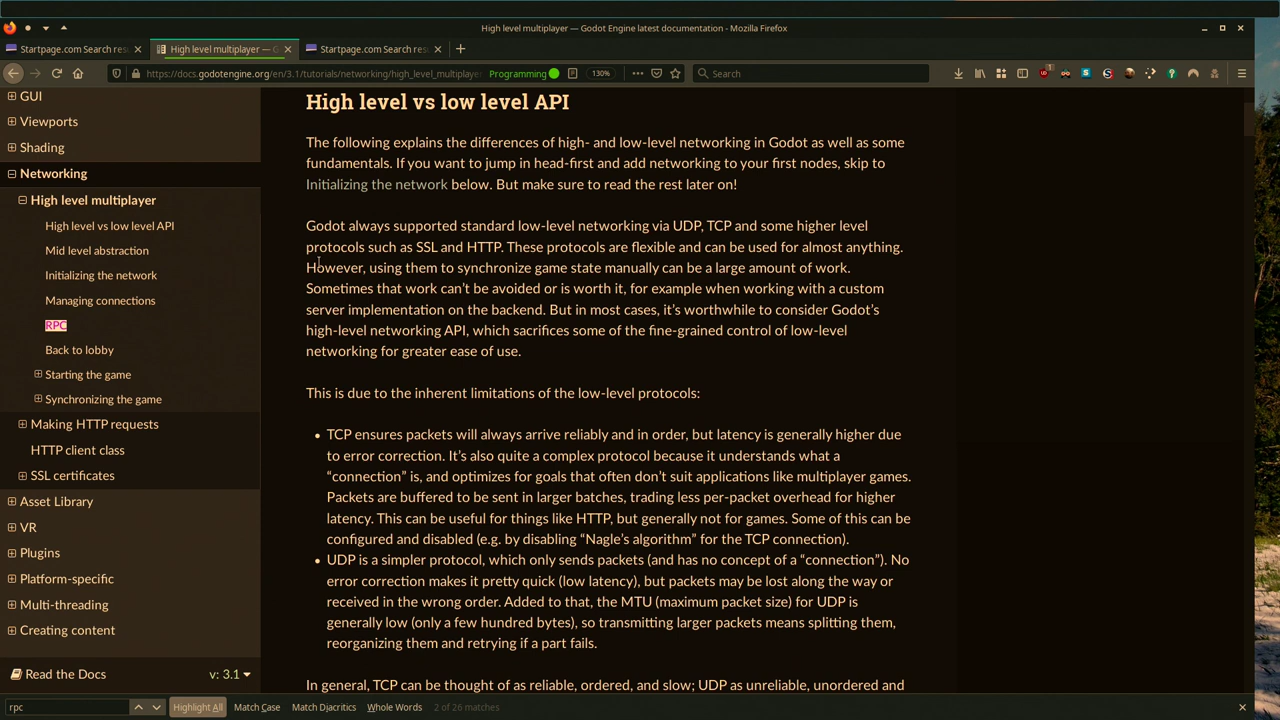 High level multiplayer — Godot Engine latest documentation - Mozilla Firefox
Startpage.com Search res
High level multiplayer — G
Startpage.com Search res
https://docs.godotengine.org/en/3.1/tutorials/networking/high_level_multiplaye
Programming
130%
Search
GUI
Viewports
Shading
Networking
High level multiplayer
High level vs low level API
Mid level abstraction
Initializing the network
Managing connections
RPC
Back to lobby
Starting the game
Synchronizing the game
Making HTTP requests
HTTP client class
SSL certificates
Asset Library
VR
Plugins
Platform-specific
Multi-threading
Creating content
Read the Docs
v: 3.1
High level vs low level API
The following explains the differences of high- and low-level networking in Godot as well as some
fundamentals. If you want to jump in head-first and add networking to your first nodes, skip to
Initializing the network below. But make sure to read the rest later on!
Godot always supported standard low-level networking via UDP, TCP and some higher level
protocols such as SSL and HTTP. These protocols are flexible and can be used for almost anything.
However, using them to synchronize game state manually can be a large amount of work.
Sometimes that work can't be avoided or is worth it, for example when working with a custom
server implementation on the backend. But in most cases, it's worthwhile to consider Godot's
high-level networking API, which sacrifices some of the fine-grained control of low-level
networking for greater ease of use.
This is due to the inherent limitations of the low-level protocols:
• TCP ensures packets will always arrive reliably and in order, but latency is generally higher due
to error correction. It's also quite a complex protocol because it understands what a
“connection” is, and optimizes for goals that often don't suit applications like multiplayer games.
Packets are buffered to be sent in larger batches, trading less per-packet overhead for higher
latency. This can be useful for things like HTTP, but generally not for games. Some of this can be
configured and disabled (e.g. by disabling “Nagle's algorithm” for the TCP connection).
• UDP is a simpler protocol, which only sends packets (and has no concept of a “connection”). No
error correction makes it pretty quick (low latency), but packets may be lost along the way or
received in the wrong order. Added to that, the MTU (maximum packet size) for UDP is
generally low (only a few hundred bytes), so transmitting larger packets means splitting them,
reorganizing them and retrying if a part fails.
In general, TCP can be thought of as reliable, ordered, and slow; UDP as unreliable, unordered and
rpc
Highlight All
Match Case
Match Diacritics
Whole Words
2 of 26 matches